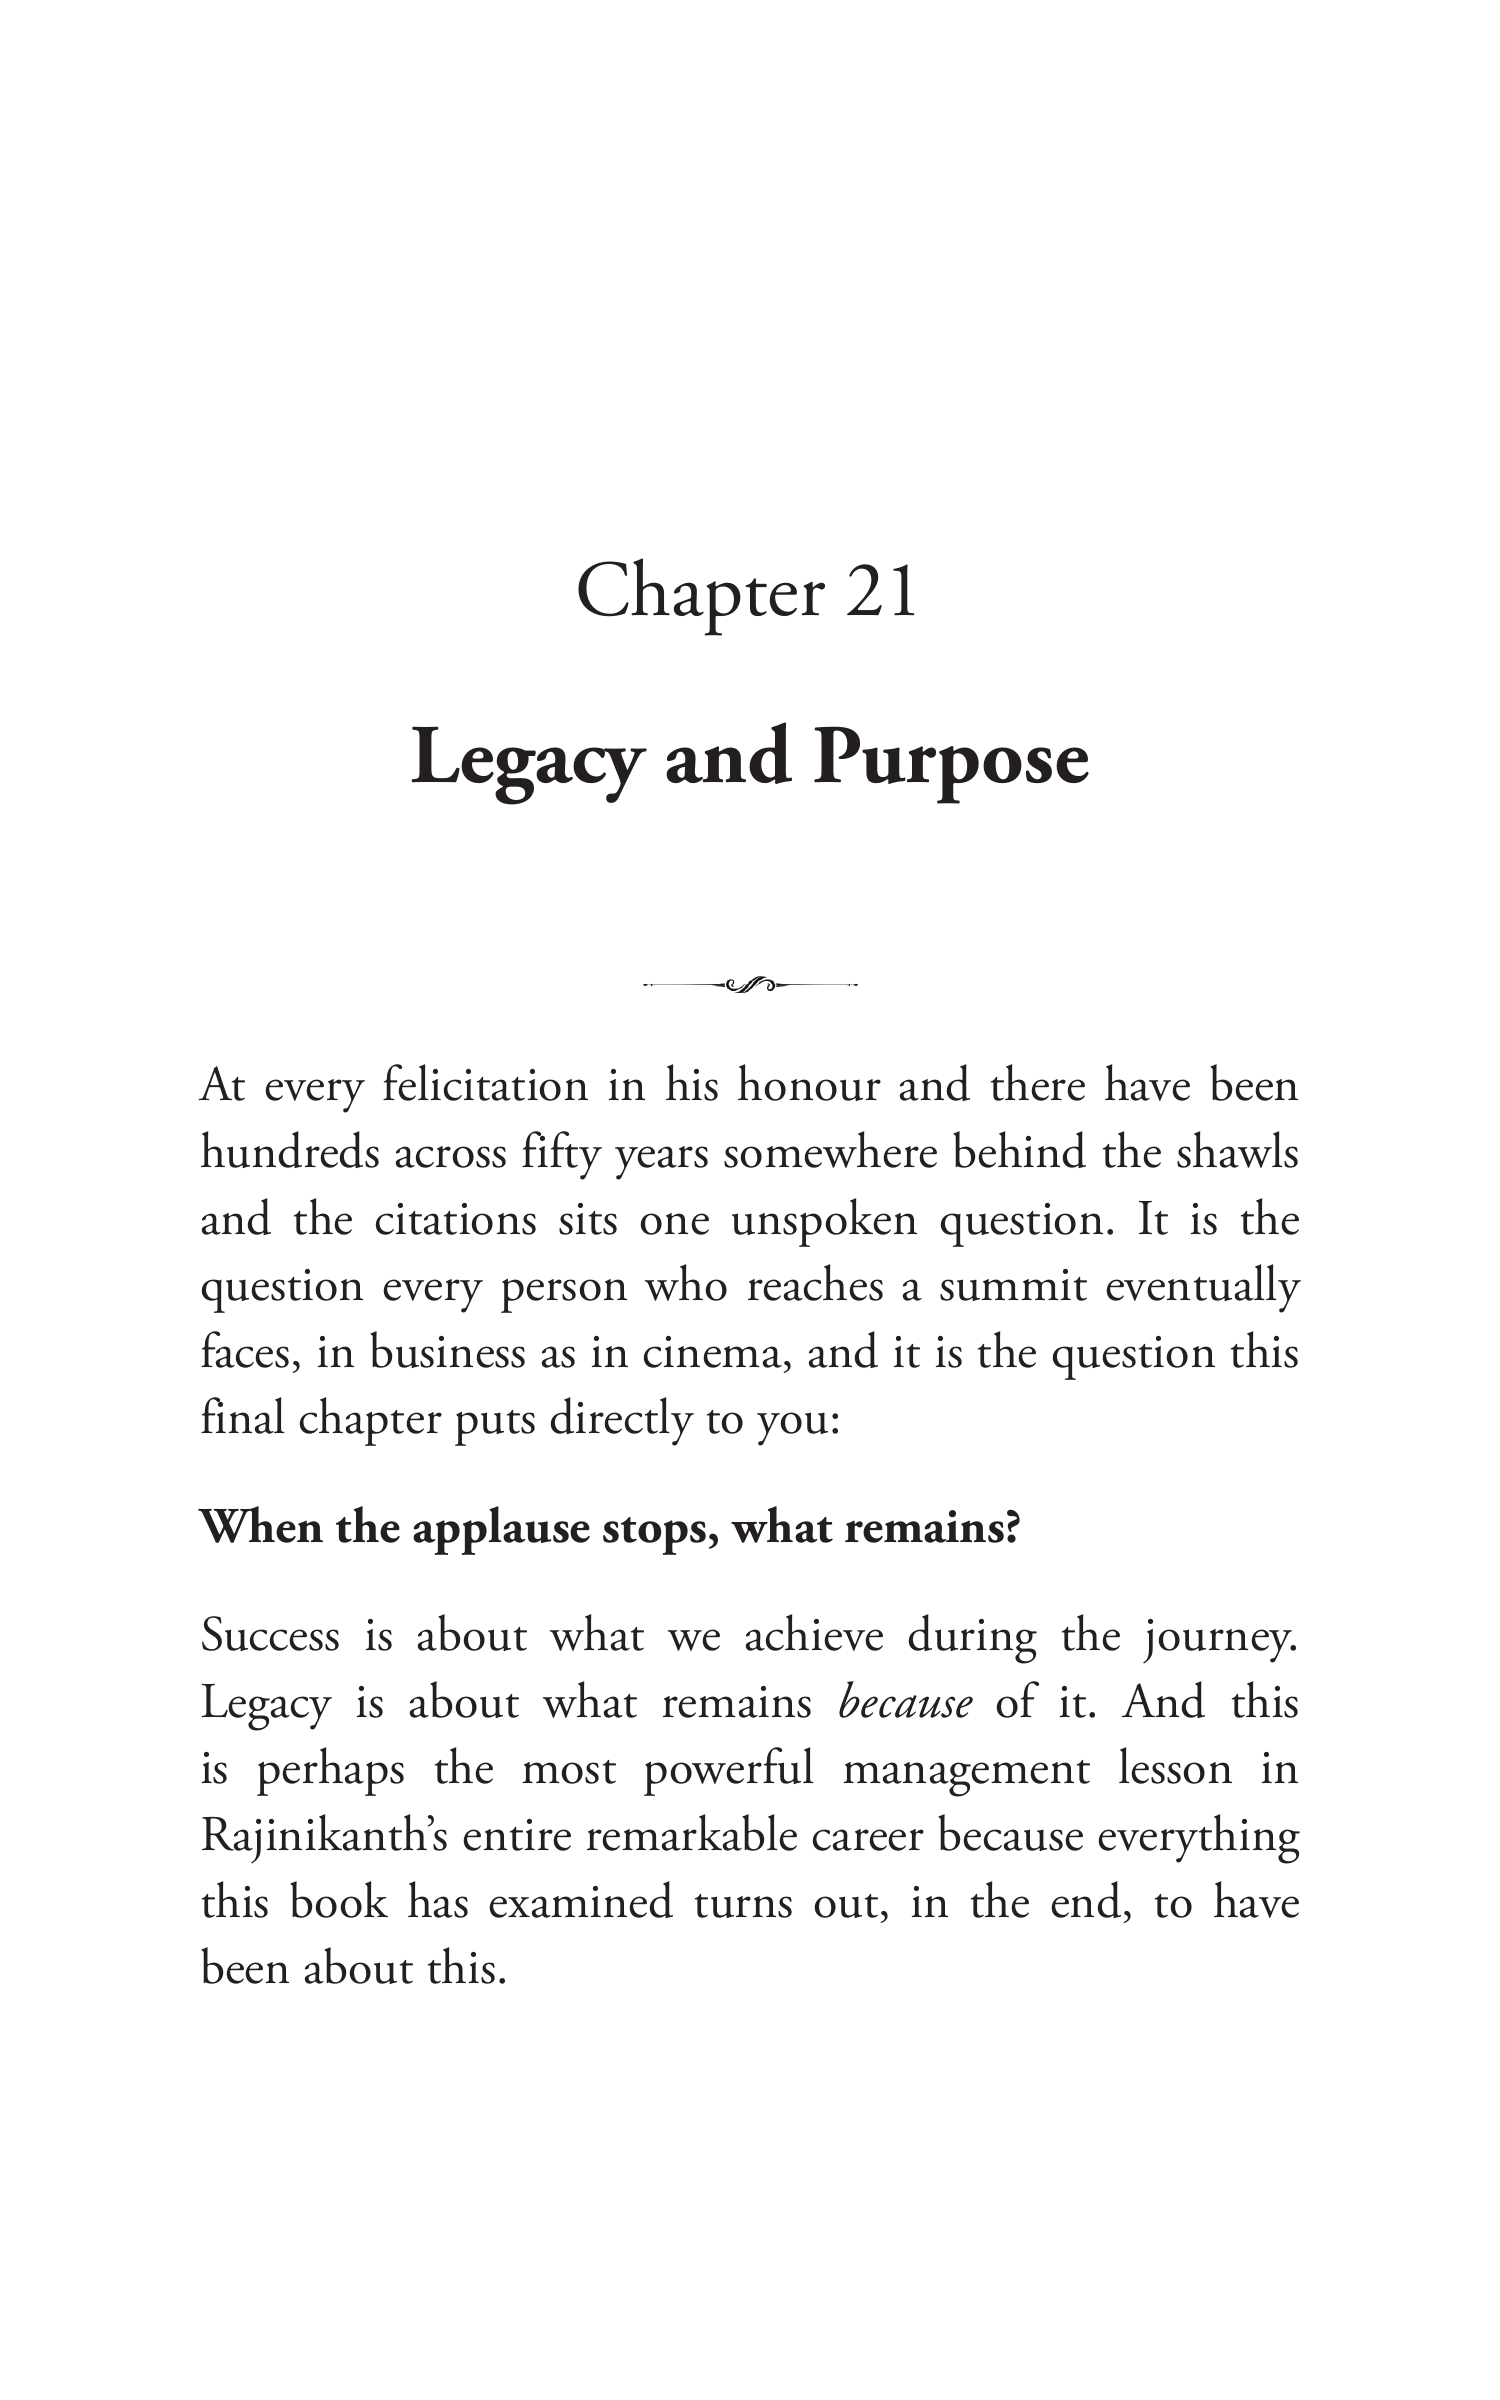 Chapter 21
Legacy and Purpose
At every felicitation in his honour and there have been
hundreds across fifty years somewhere behind the shawls
and the citations sits one unspoken question. It is the
question every person who reaches a summit eventually
faces, in business as in cinema, and it is the question this
final chapter puts directly to you:
When the applause stops, what remains?
Success is about what we achieve during the journey.
Legacy is about what remains because of it. And this
is perhaps the most powerful management lesson in
Rajinikanth’s entire remarkable career because everything
this book has examined turns out, in the end, to have
been about this.